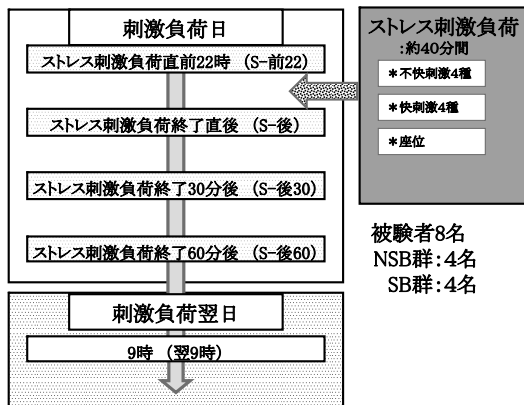 刺激負荷日
ストレス刺激負荷直前22時 (S-前22)
ストレス刺激負荷終了直後 (S-後)
ストレス刺激負荷終了30分後 (S-後30)
ストレス刺激負荷終了60分後 (S-後60)
刺激負荷翌日
9時 (翌9時)
ストレス刺激負荷
:約40分間
*不快刺激4種
*快刺激4種
*座位
被験者8名
NSB群:4名
SB群:4名